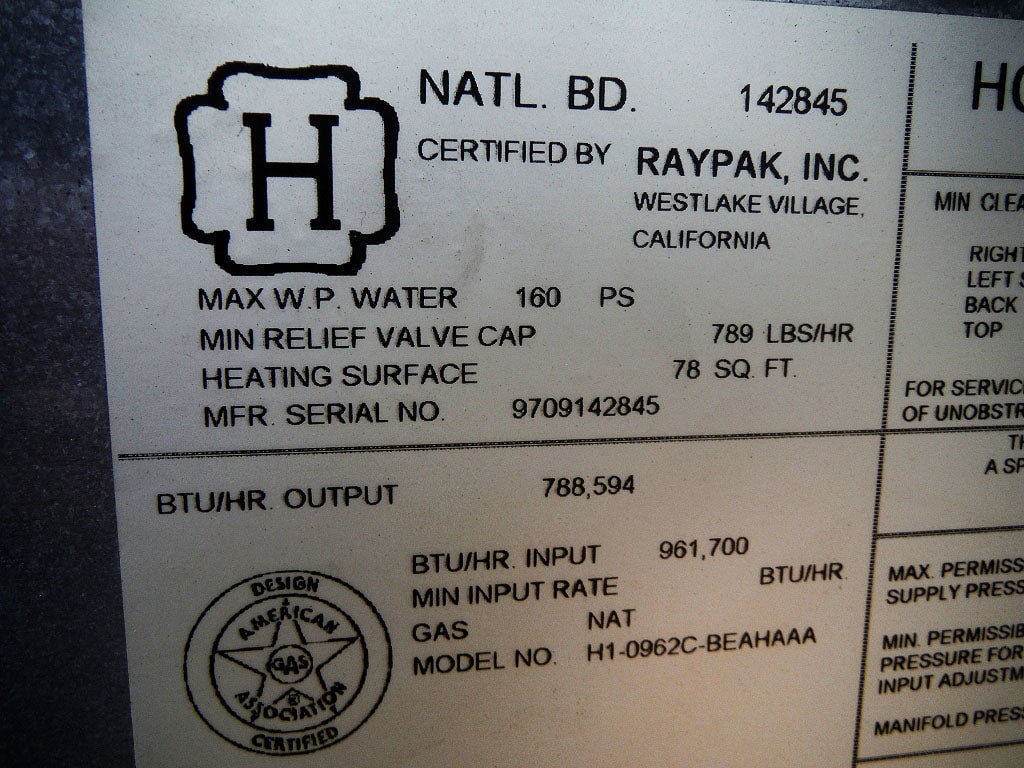 H
NATL. BD. 142845
CERTIFIED BY RAYPAK, INC.
WESTLAKE VILLAGE,
CALIFORNIA
MAX W.P. WATER 160 PS
MIN RELIEF VALVE CAP 789 LBS/HR
HEATING SURFACE 78 SQ. FT.
MFR. SERIAL NO. 9709142845
BTU/HR. OUTPUT 788,594
BTU/HR. INPUT 961,700
MIN INPUT RATE BTU/HR.
GAS NAT
MODEL NO. H1-0962C-BEAHAAA
DESIGN
AMERICAN
GAS
ASSOCIATION
CERTIFIED
HO
MIN CLEA
RIGHT
LEFT S
BACK
TOP
FOR SERVIC
OF UNOBSTR
TH
A SP
MAX. PERMISS
SUPPLY PRESS
MIN. PERMISSIB
PRESSURE FOR
INPUT ADJUSTM
MANIFOLD PRESS